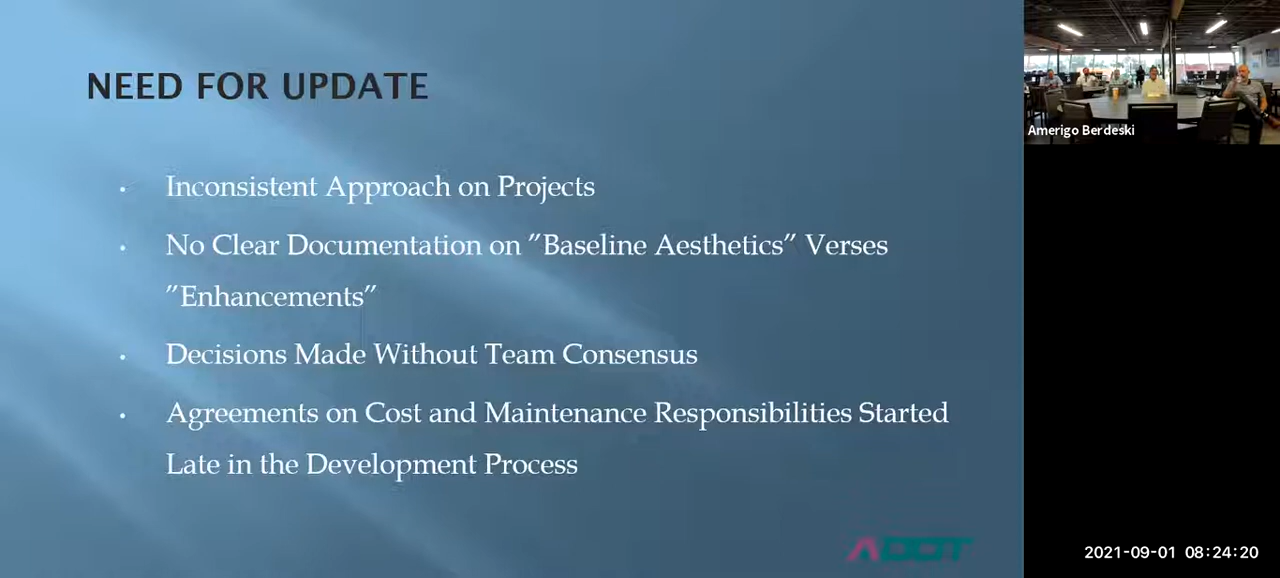 NEED FOR UPDATE
Inconsistent Approach on Projects
No Clear Documentation on ”Baseline Aesthetics” Verses
”Enhancements”
Decisions Made Without Team Consensus
Agreements on Cost and Maintenance Responsibilities Started
Late in the Development Process
ADOT
Amerigo Berdeski
2021-09-01 08:24:20